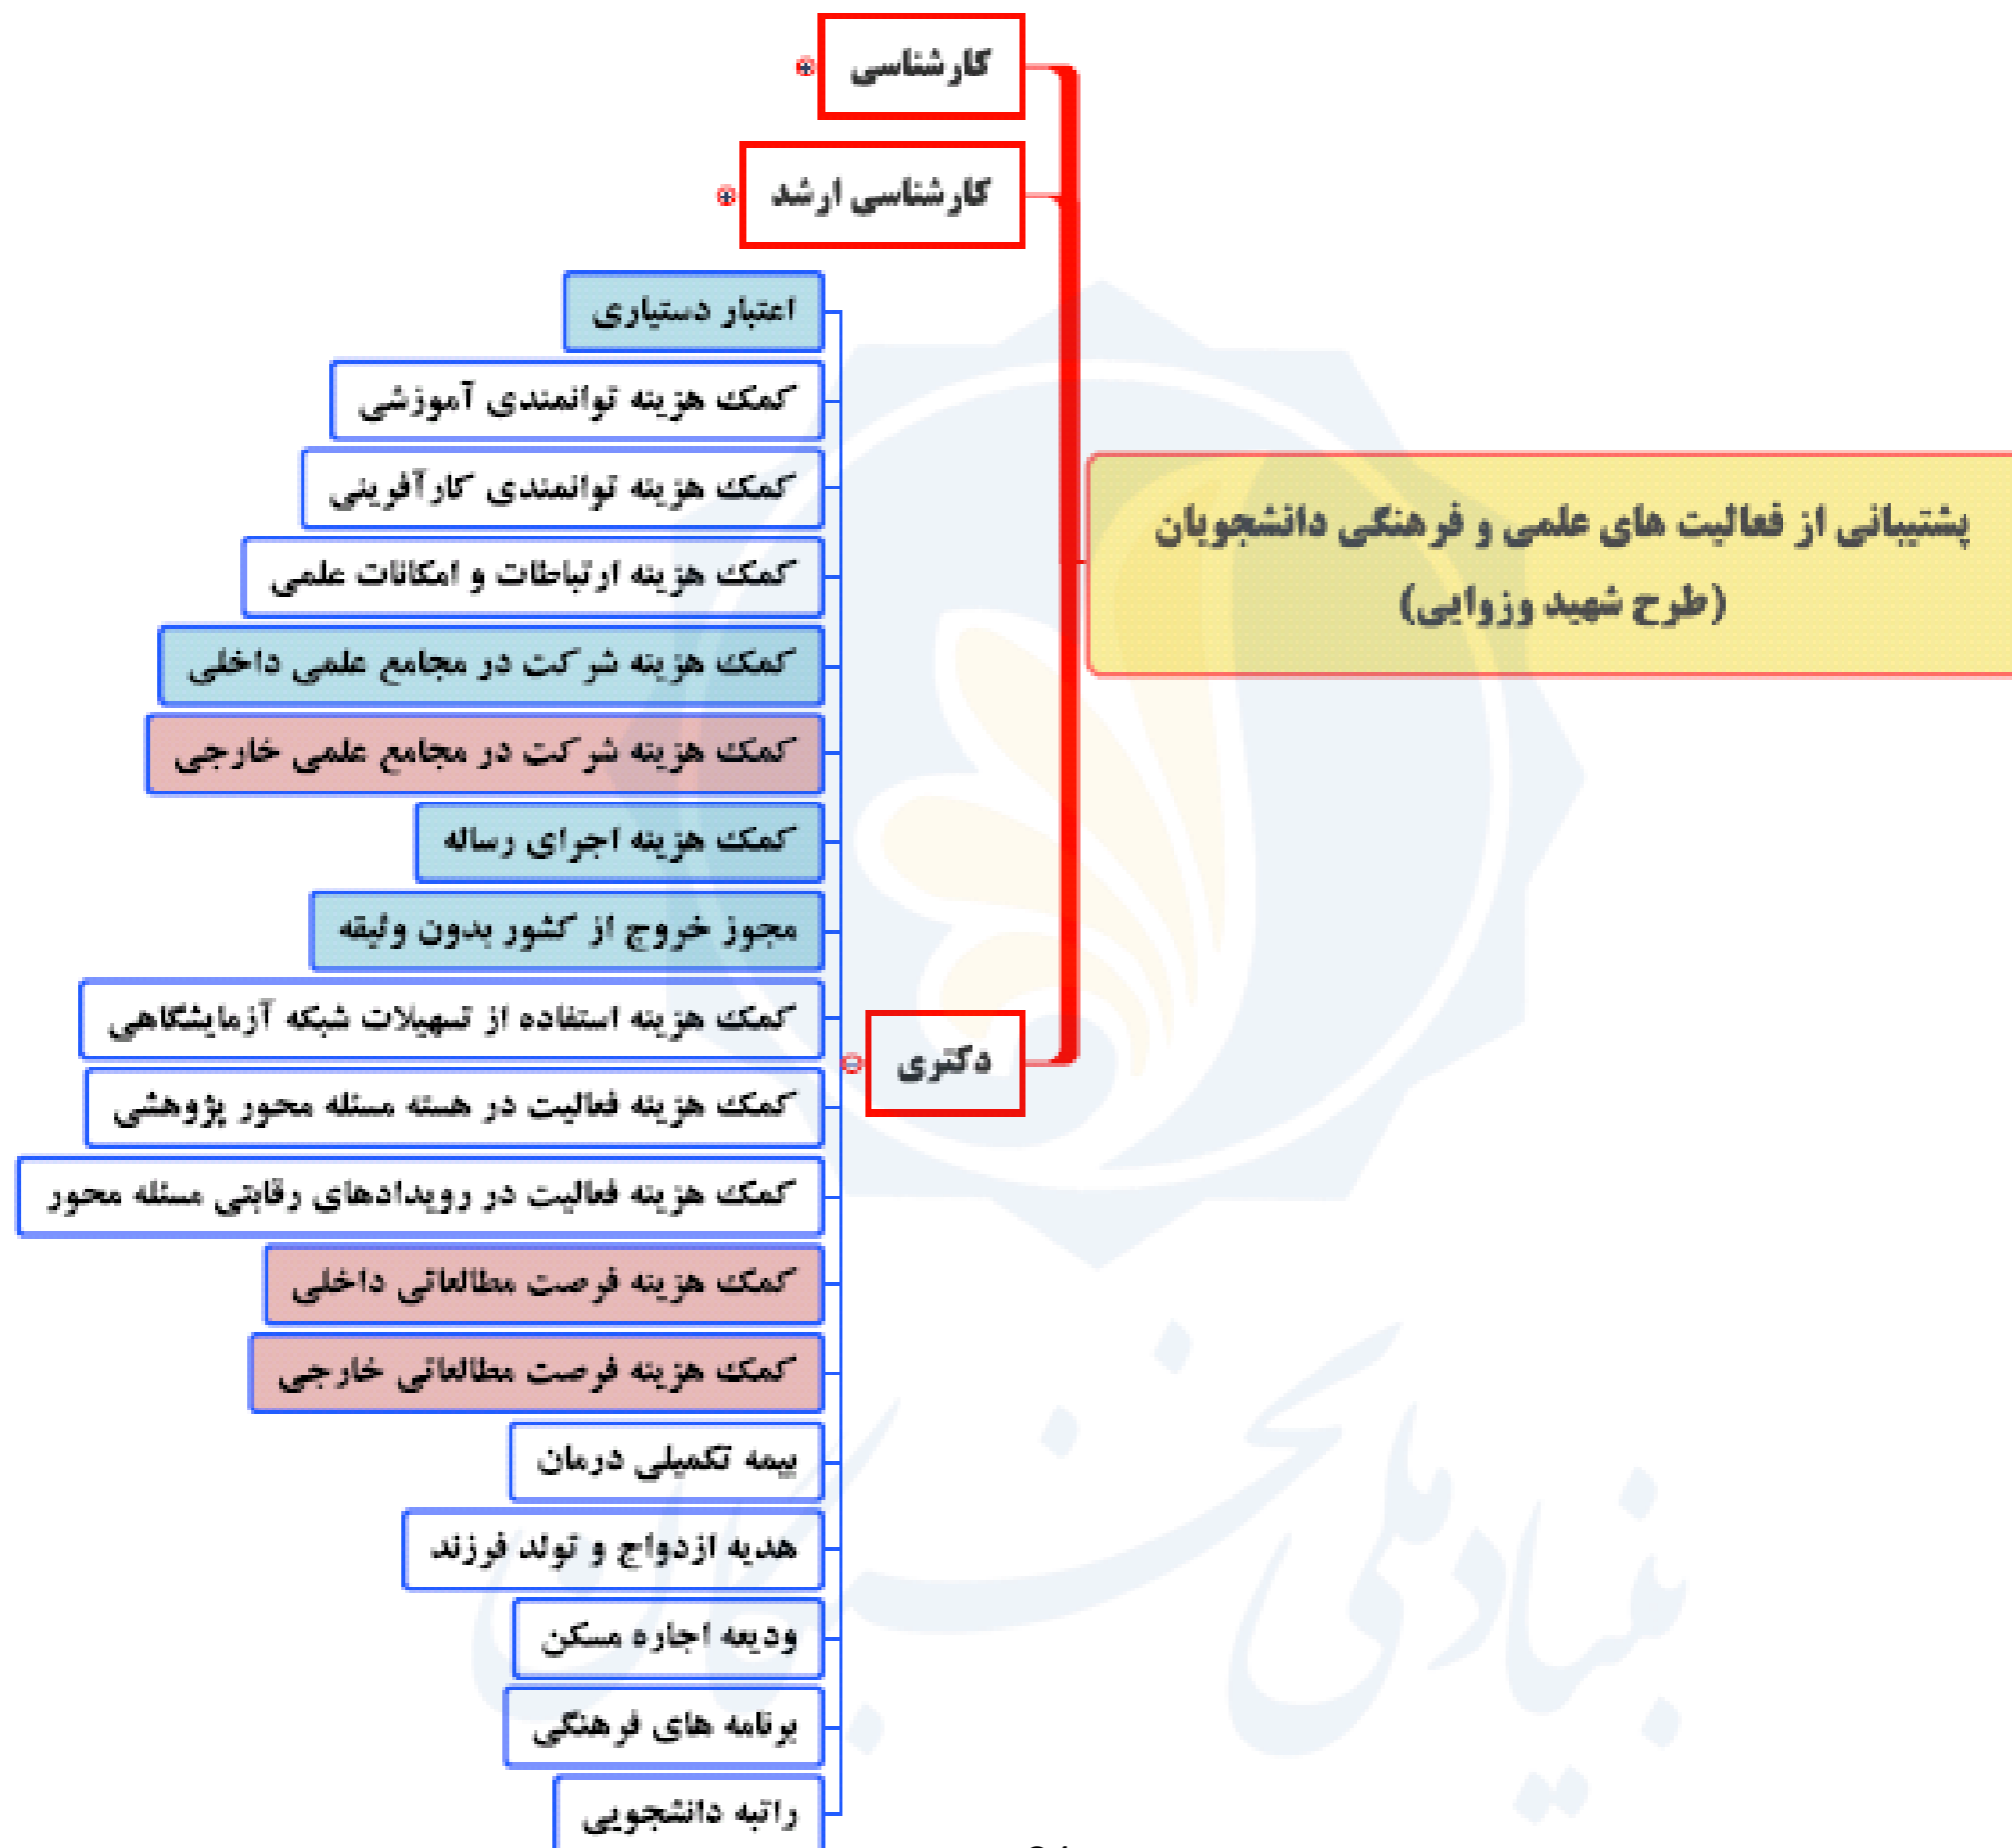 کارشناسی
کارشناسی ارشد
پشتیبانی از فعالیت های علمی و فرهنگی دانشجویان
(طرح شهید وزوایی)
دکتری
اعتبار دستیاری
کمک هزینه توانمندی آموزشی
کمک هزینه توانمندی کارآفرینی
کمک هزینه ارتباطات و امکانات علمی
کمک هزینه شرکت در مجامع علمی داخلی
کمک هزینه شرکت در مجامع علمی خارجی
کمک هزینه اجرای رساله
مجوز خروج از کشور بدون وثیقه
کمک هزینه استفاده از تسهیلات شبکه آزمایشگاهی
کمک هزینه فعالیت در هسته مسئله محور پژوهشی
کمک هزینه فعالیت در رویدادهای رقابتی مسئله محور
کمک هزینه فرصت مطالعاتی داخلی
کمک هزینه فرصت مطالعاتی خارجی
بیمه تکمیلی درمان
هدیه ازدواج و تولد فرزند
ودیعه اجاره مسکن
برنامه های فرهنگی
راتبه دانشجویی
بنیاد ملی نخبگان